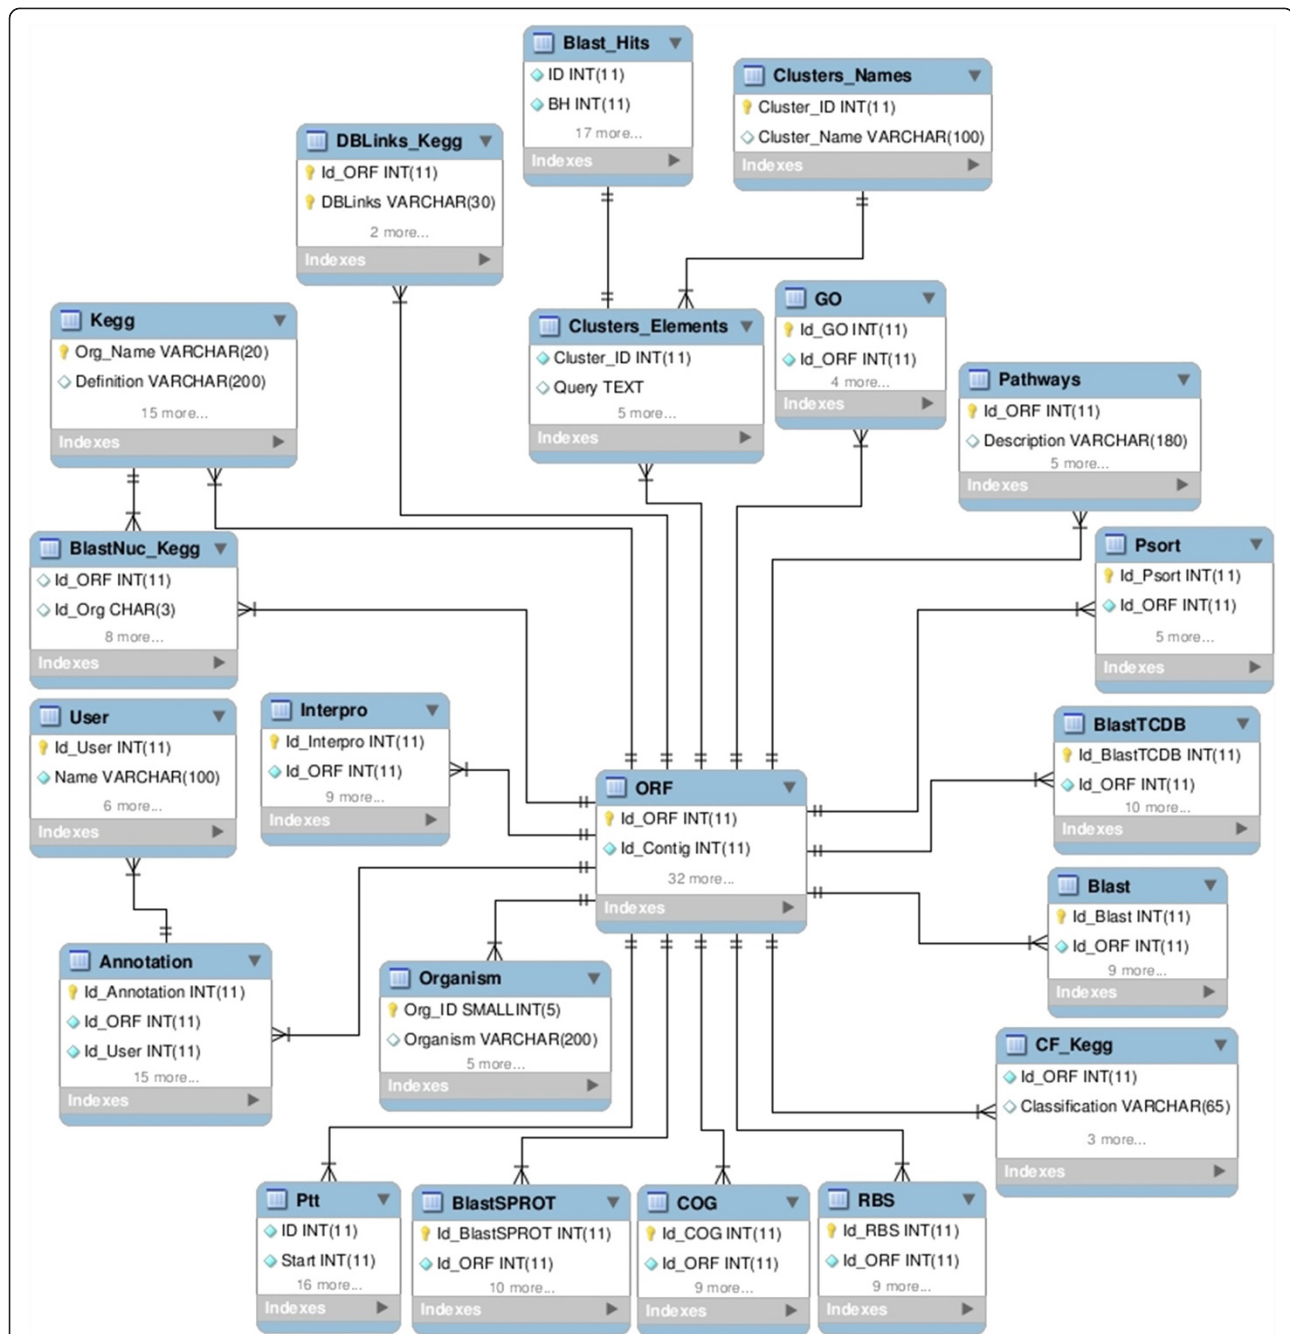 Blast_Hits
ID INT(11)
BH INT(11)
17 more...
Indexes
Clusters_Names
Cluster_ID INT(11)
Cluster_Name VARCHAR(100)
Indexes
DBLinks_Kegg
Id_ORF INT(11)
DBLinks VARCHAR(30)
2 more...
Indexes
Kegg
Org_Name VARCHAR(20)
Definition VARCHAR(200)
15 more...
Indexes
Clusters_Elements
Cluster_ID INT(11)
Query TEXT
5 more...
Indexes
GO
Id_GO INT(11)
Id_ORF INT(11)
4 more...
Indexes
Pathways
Id_ORF INT(11)
Description VARCHAR(180)
5 more...
Indexes
BlastNuc_Kegg
Id_ORF INT(11)
Id_Org CHAR(3)
8 more...
Indexes
Psort
Id_Psort INT(11)
Id_ORF INT(11)
5 more...
Indexes
User
Id_User INT(11)
Name VARCHAR(100)
6 more...
Indexes
Interpro
Id_Interpro INT(11)
Id_ORF INT(11)
9 more...
Indexes
ORF
Id_ORF INT(11)
Id_Contig INT(11)
32 more...
Indexes
BlastTCDB
Id_BlastTCDB INT(11)
Id_ORF INT(11)
10 more...
Indexes
Blast
Id_Blast INT(11)
Id_ORF INT(11)
9 more...
Indexes
Annotation
Id_Annotation INT(11)
Id_ORF INT(11)
Id_User INT(11)
15 more...
Indexes
Organism
Org_ID SMALLINT(5)
Organism VARCHAR(200)
5 more...
Indexes
CF_Kegg
Id_ORF INT(11)
Classification VARCHAR(65)
3 more...
Indexes
Ptt
ID INT(11)
Start INT(11)
16 more...
Indexes
BlastSPROT
Id_BlastSPROT INT(11)
Id_ORF INT(11)
10 more...
Indexes
COG
Id_COG INT(11)
Id_ORF INT(11)
9 more...
Indexes
RBS
Id_RBS INT(11)
Id_ORF INT(11)
9 more...
Indexes